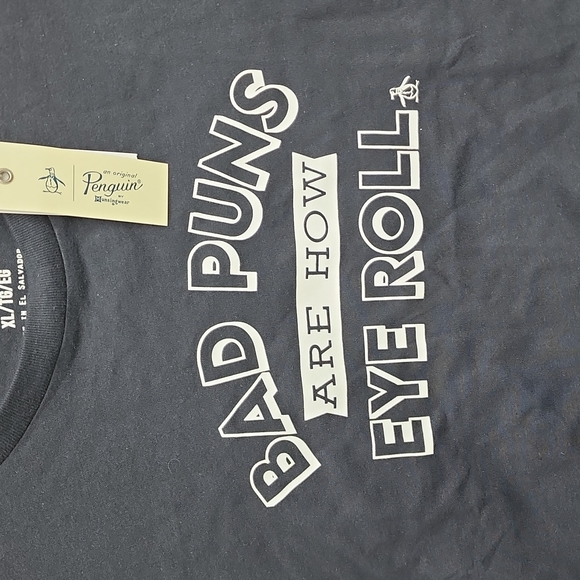 BAD PUNS
ARE HOW
EYE ROLL
an original
Penguin®
BY
Munsingwear
XL/TG/EG
IN EL SALVADOR